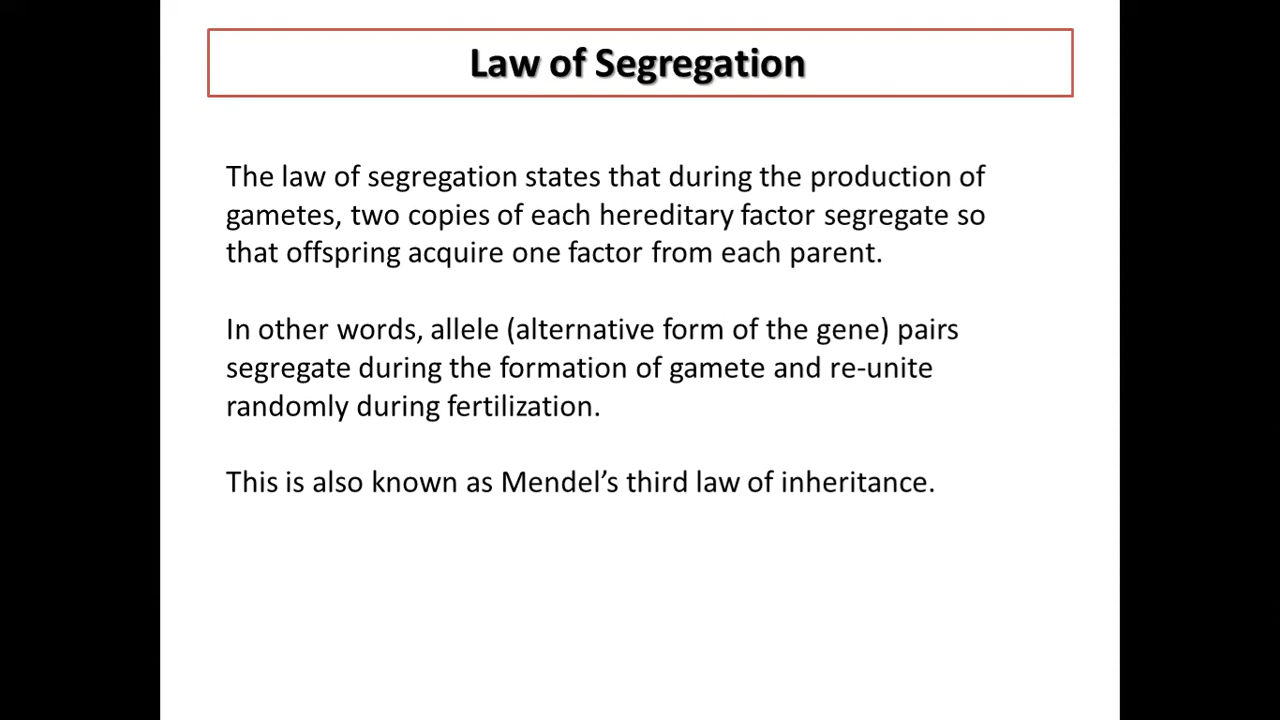 Law of Segregation
The law of segregation states that during the production of
gametes, two copies of each hereditary factor segregate so
that offspring acquire one factor from each parent.
In other words, allele (alternative form of the gene) pairs
segregate during the formation of gamete and re-unite
randomly during fertilization.
This is also known as Mendel’s third law of inheritance.